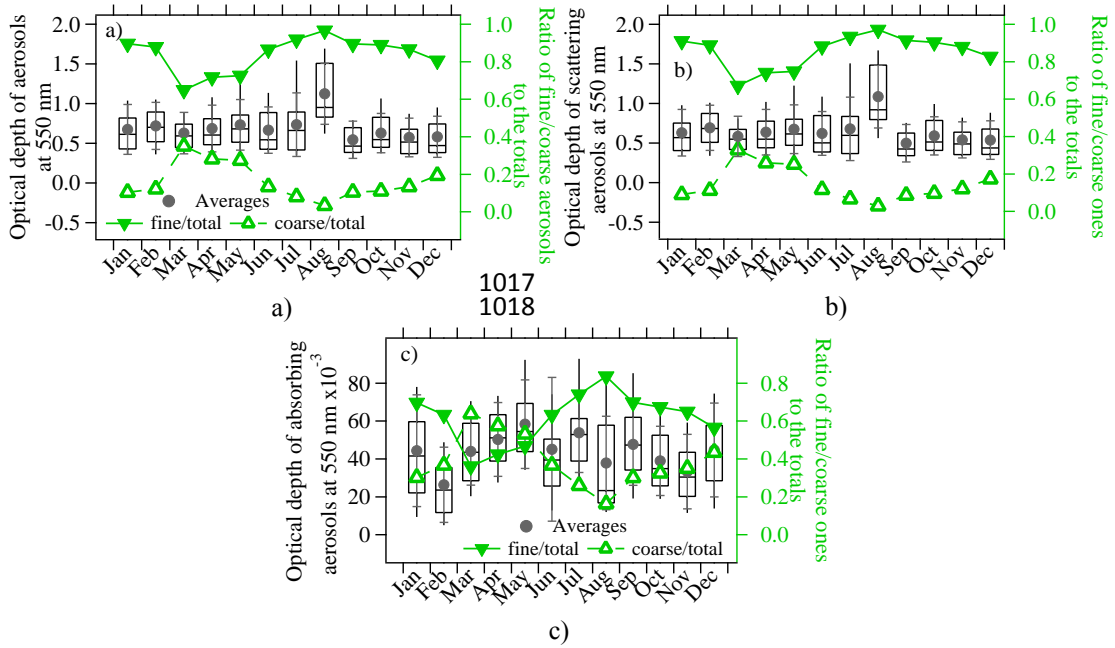 a)
Optical depth of aerosols
at 550 nm
2.0
1.5
1.0
0.5
0.0
-0.5
1.0
0.8
0.6
0.4
0.2
0.0
Ratio of fine/coarse aerosols
to the totals
Averages
fine/total
coarse/total
Jan
Feb
Mar
Apr
May
Jun
Jul
Aug
Sep
Oct
Nov
Dec
a)
b)
Optical depth of scattering
aerosols at 550 nm
2.0
1.5
1.0
0.5
0.0
-0.5
1.0
0.8
0.6
0.4
0.2
0.0
Ratio of fine/coarse ones
to the totals
Jan
Feb
Mar
Apr
May
Jun
Jul
Aug
Sep
Oct
Nov
Dec
b)
1017
1018
c)
Optical depth of absorbing
aerosols at 550 nm x10⁻³
80
60
40
20
0
0.8
0.6
0.4
0.2
0.0
Ratio of fine/coarse ones
to the totals
Averages
fine/total
coarse/total
Jan
Feb
Mar
Apr
May
Jun
Jul
Aug
Sep
Oct
Nov
Dec
c)